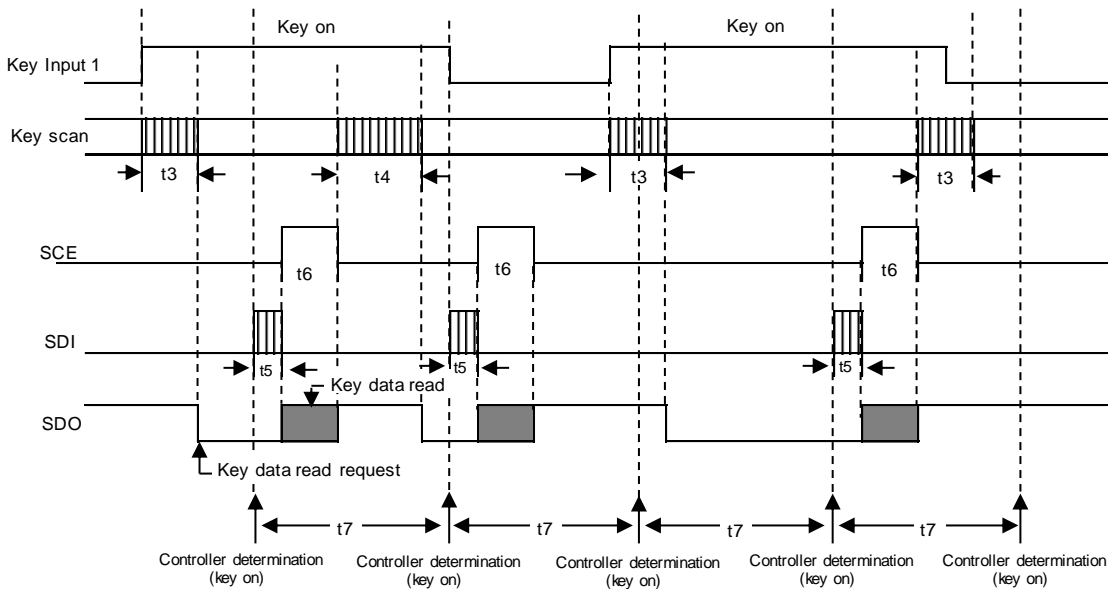 Key on
Key on
Key Input 1
Key scan
t3
t4
t3
t3
SCE
t6
t6
t6
SDI
t5
t5
t5
Key data read
SDO
Key data read request
t7
t7
t7
t7
Controller determination
(key on)
Controller determination
(key on)
Controller determination
(key on)
Controller determination
(key on)
Controller determination
(key on)